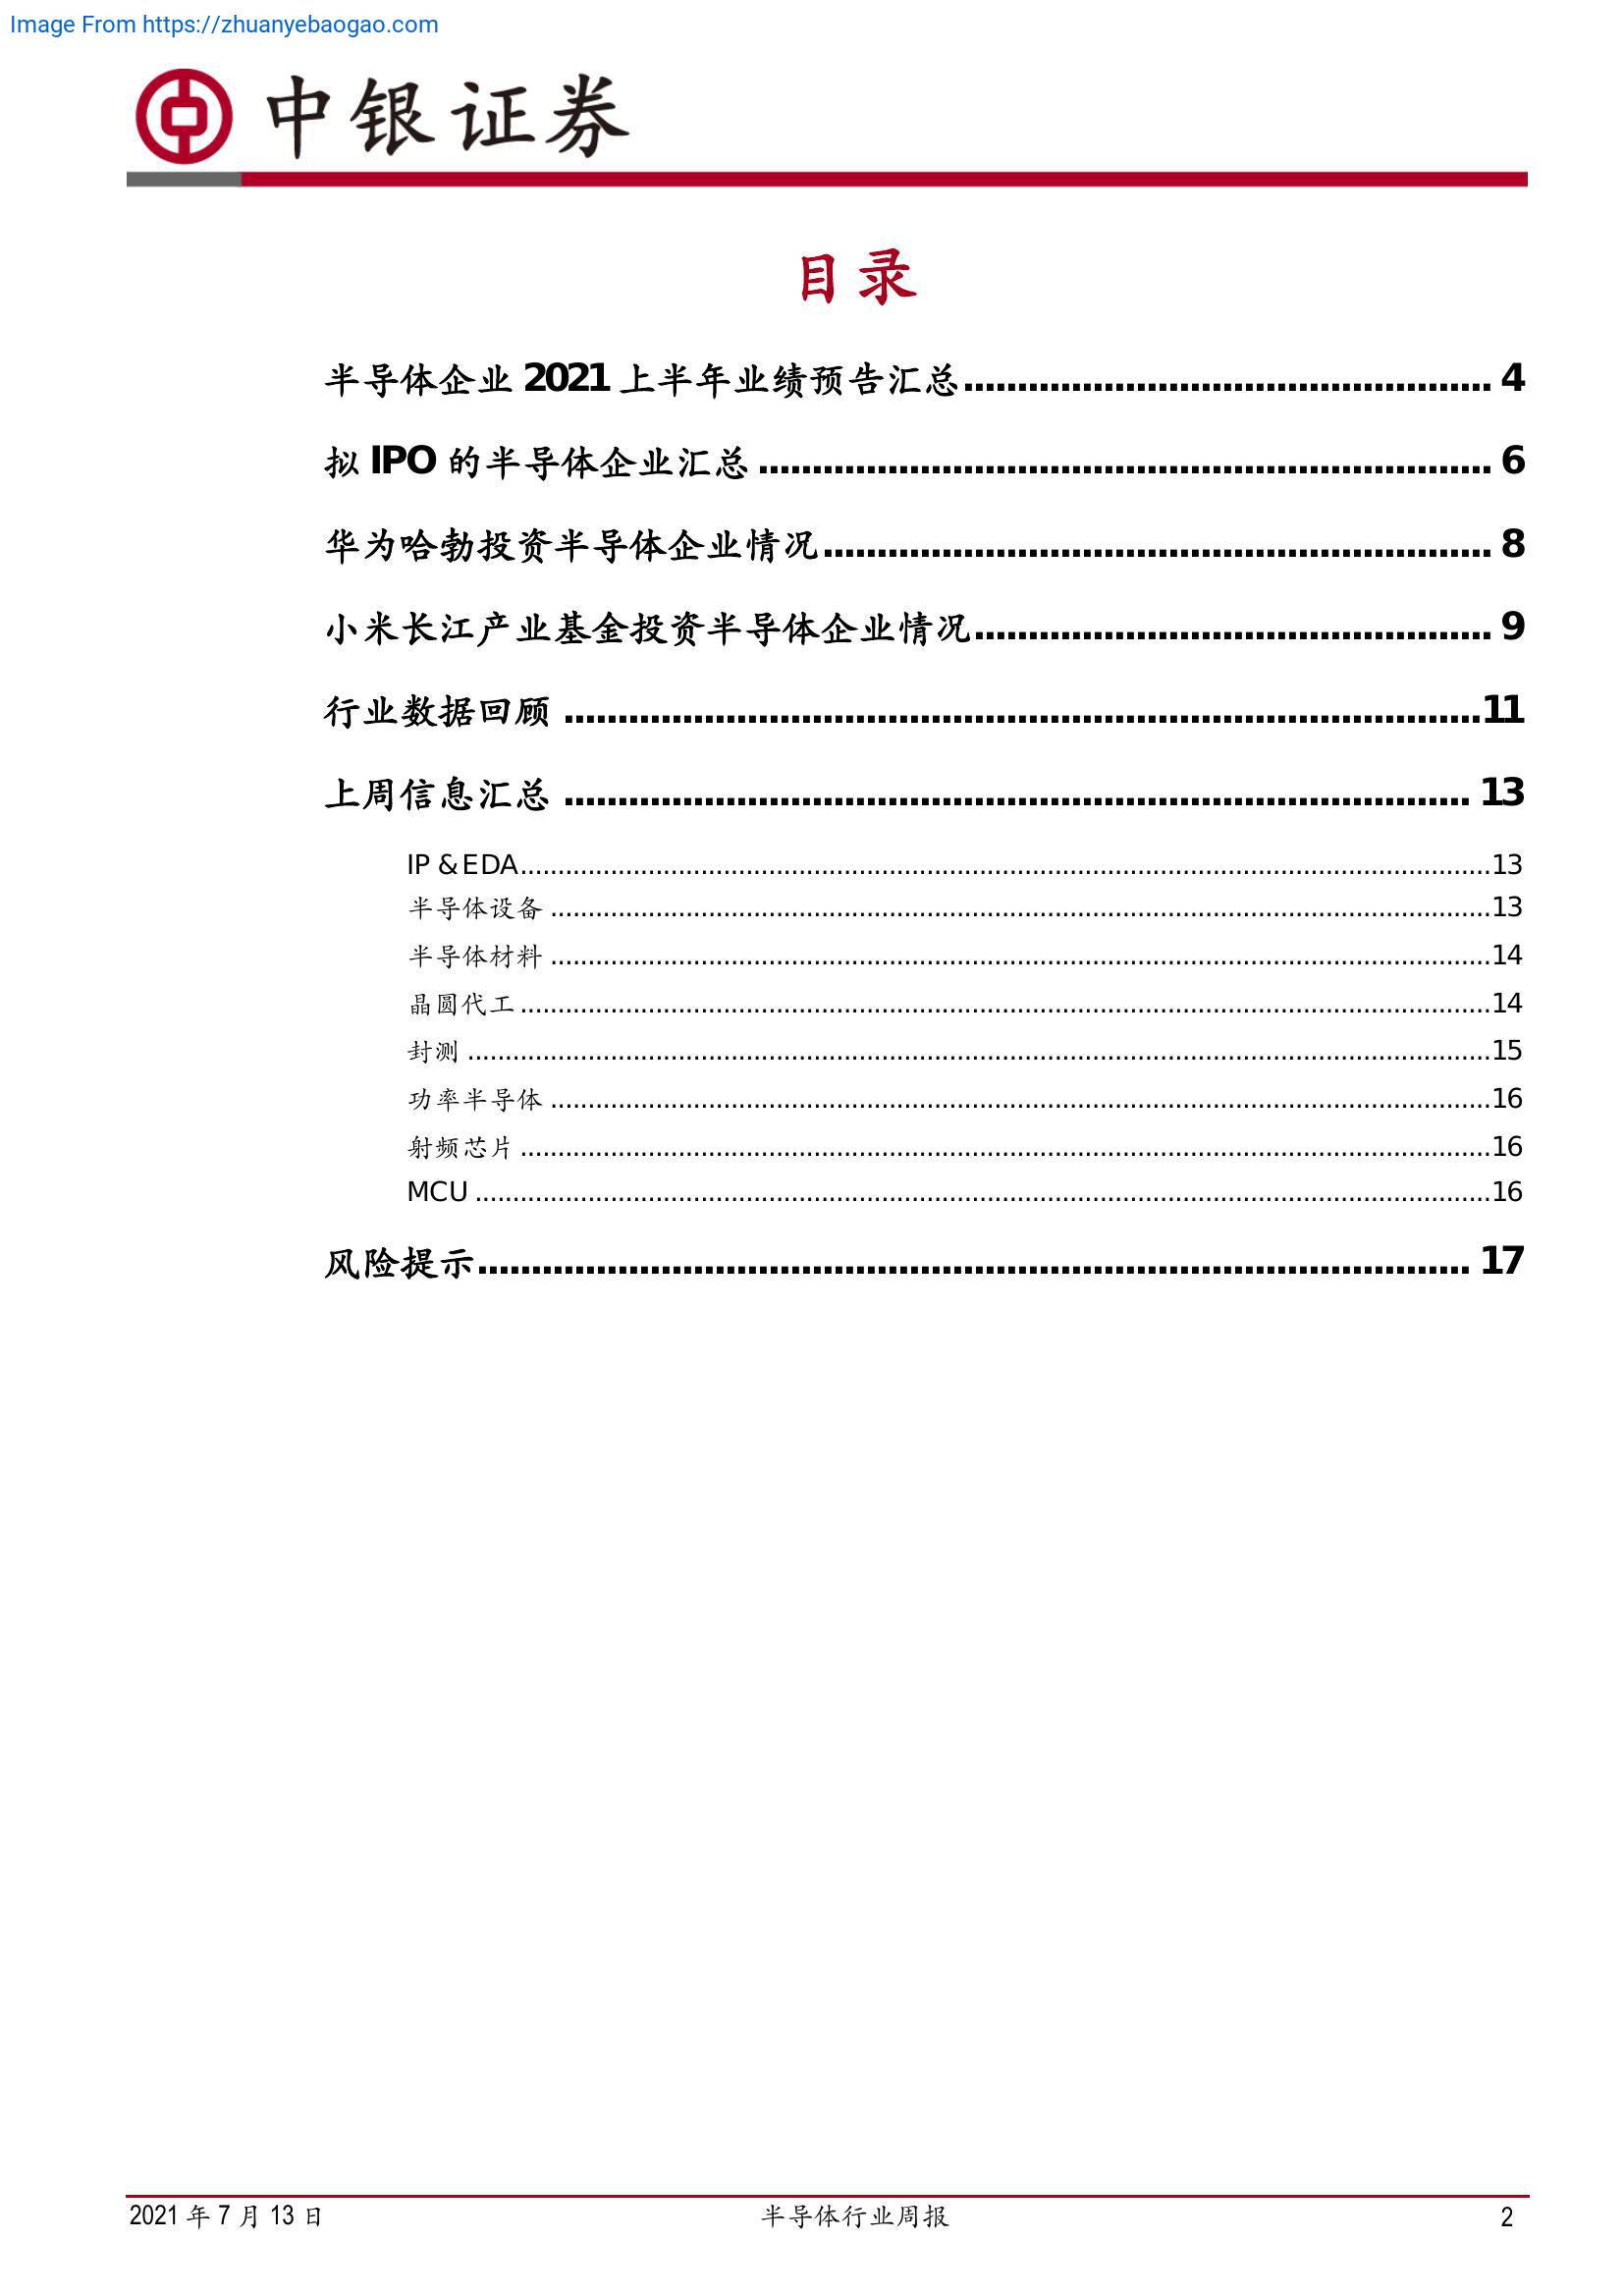 Image From https://zhuanyebaogao.com
中银证券
目录
半导体企业 2021 上半年业绩预告汇总................................................ 4
拟 IPO 的半导体企业汇总 ................................................................... 6
华为哈勃投资半导体企业情况............................................................. 8
小米长江产业基金投资半导体企业情况............................................... 9
行业数据回顾 ....................................................................................11
上周信息汇总 ................................................................................... 13
IP & EDA................................................................................................................................13
半导体设备 ............................................................................................................................13
半导体材料 ............................................................................................................................14
晶圆代工 ................................................................................................................................14
封测 .......................................................................................................................................15
功率半导体 ............................................................................................................................16
射频芯片 ................................................................................................................................16
MCU ......................................................................................................................................16
风险提示........................................................................................... 17
2021 年 7 月 13 日 半导体行业周报 2